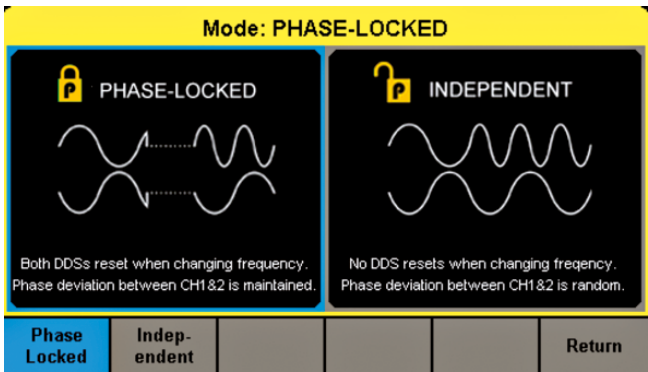 Mode: PHASE-LOCKED
P PHASE-LOCKED
Both DDSs reset when changing frequency.
Phase deviation between CH1&2 is maintained.
P INDEPENDENT
No DDS resets when changing freqency.
Phase deviation between CH1&2 is random.
Phase
Locked
Indep-
endent
Return